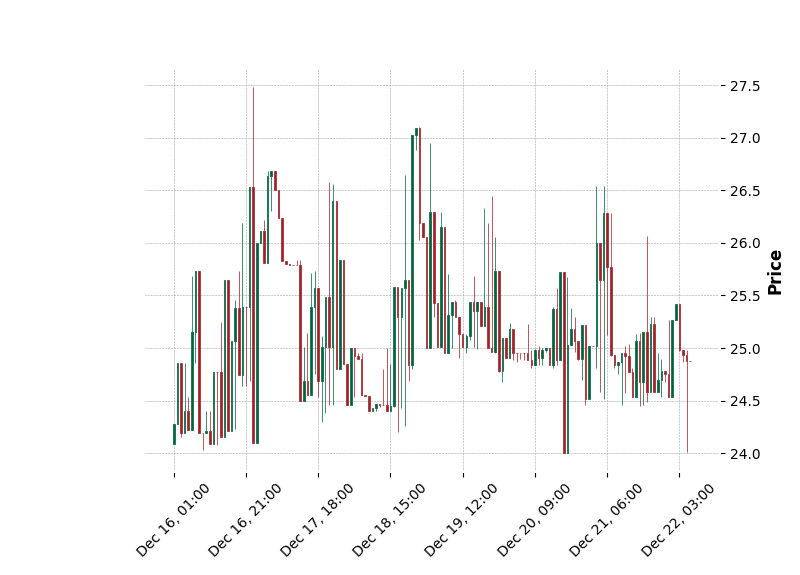 27.5
27.0
26.5
26.0
25.5
25.0
24.5
24.0
Price
Dec 16, 01:00
Dec 16, 21:00
Dec 17, 18:00
Dec 18, 15:00
Dec 19, 12:00
Dec 20, 09:00
Dec 21, 06:00
Dec 22, 03:00